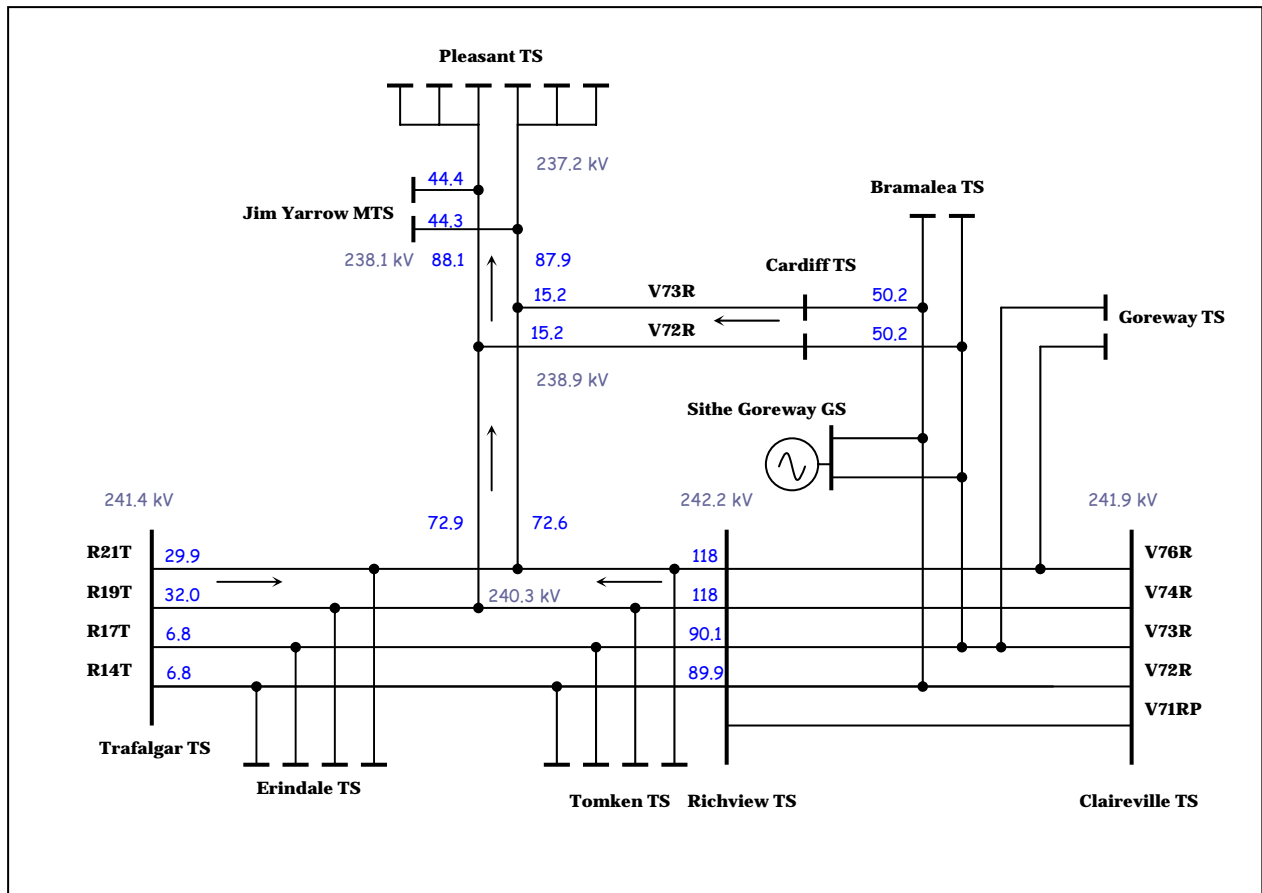 Pleasant TS
237.2 kV
44.4
Bramalea TS
Jim Yarrow MTS
44.3
238.1 kV
88.1
87.9
Cardiff TS
15.2
V73R
50.2
Goreway TS
15.2
V72R
50.2
238.9 kV
Sithe Goreway GS
241.4 kV
242.2 kV
241.9 kV
72.9
72.6
R21T
29.9
118
V76R
R19T
32.0
240.3 kV
118
V74R
R17T
6.8
90.1
V73R
R14T
6.8
89.9
V72R
V71RP
Trafalgar TS
Erindale TS
Tomken TS
Richview TS
Claireville TS